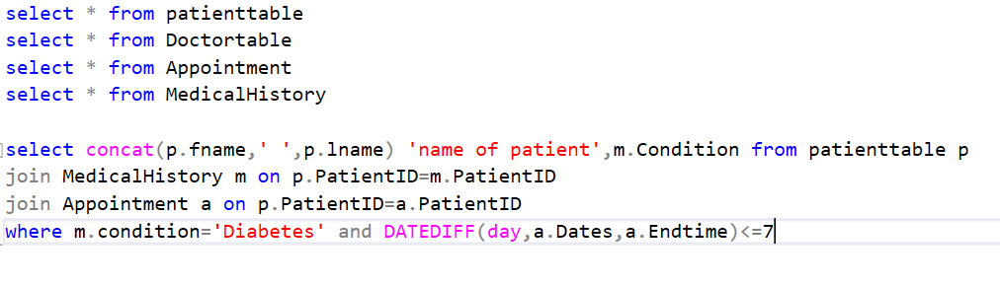 select * from patienttable
select * from Doctortable
select * from Appointment
select * from MedicalHistory
select concat(p.fname,' ',p.lname) 'name of patient',m.Condition from patienttable p
join MedicalHistory m on p.PatientID=m.PatientID
join Appointment a on p.PatientID=a.PatientID
where m.condition='Diabetes' and DATEDIFF(day,a.Dates,a.Endtime)<=7